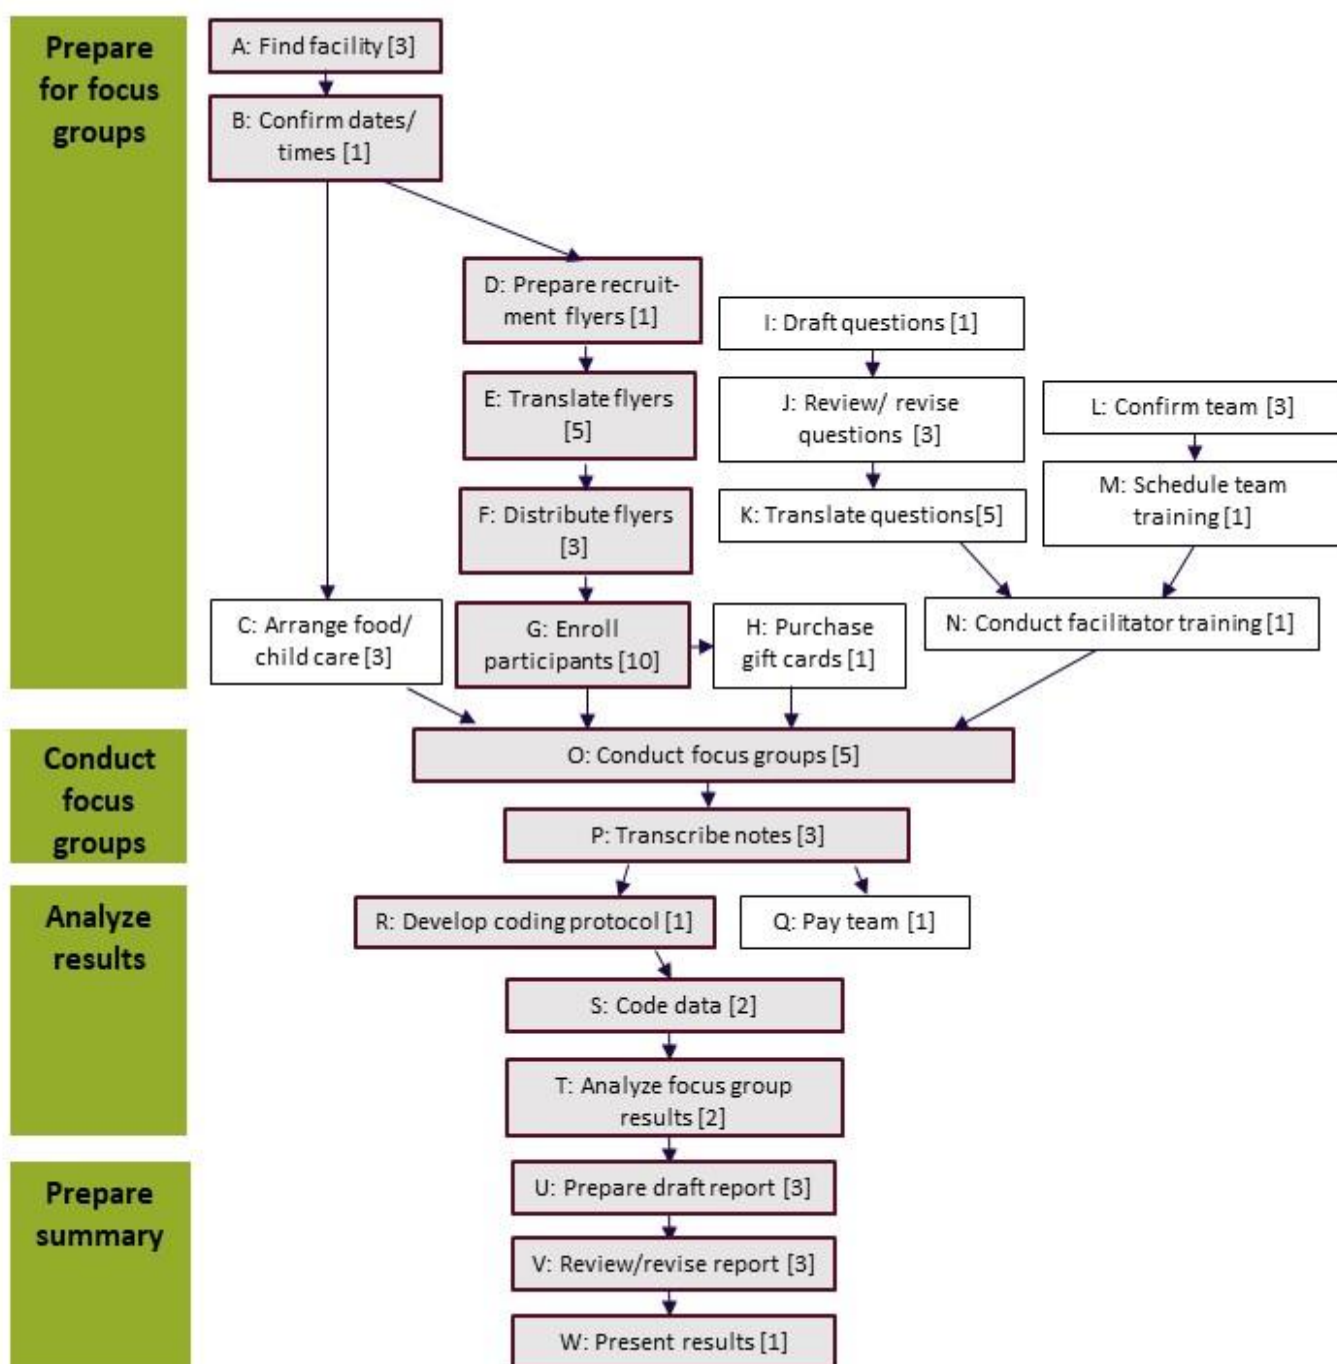 Prepare
for focus
groups
A: Find facility [3]
B: Confirm dates/
times [1]
D: Prepare recruit-
ment flyers [1]
I: Draft questions [1]
E: Translate flyers
[5]
J: Review/ revise
questions [3]
L: Confirm team [3]
F: Distribute flyers
[3]
K: Translate questions[5]
M: Schedule team
training [1]
C: Arrange food/
child care [3]
G: Enroll
participants [10]
H: Purchase
gift cards [1]
N: Conduct facilitator training [1]
Conduct
focus
groups
O: Conduct focus groups [5]
P: Transcribe notes [3]
Analyze
results
R: Develop coding protocol [1]
Q: Pay team [1]
S: Code data [2]
T: Analyze focus group
results [2]
Prepare
summary
U: Prepare draft report [3]
V: Review/revise report [3]
W: Present results [1]